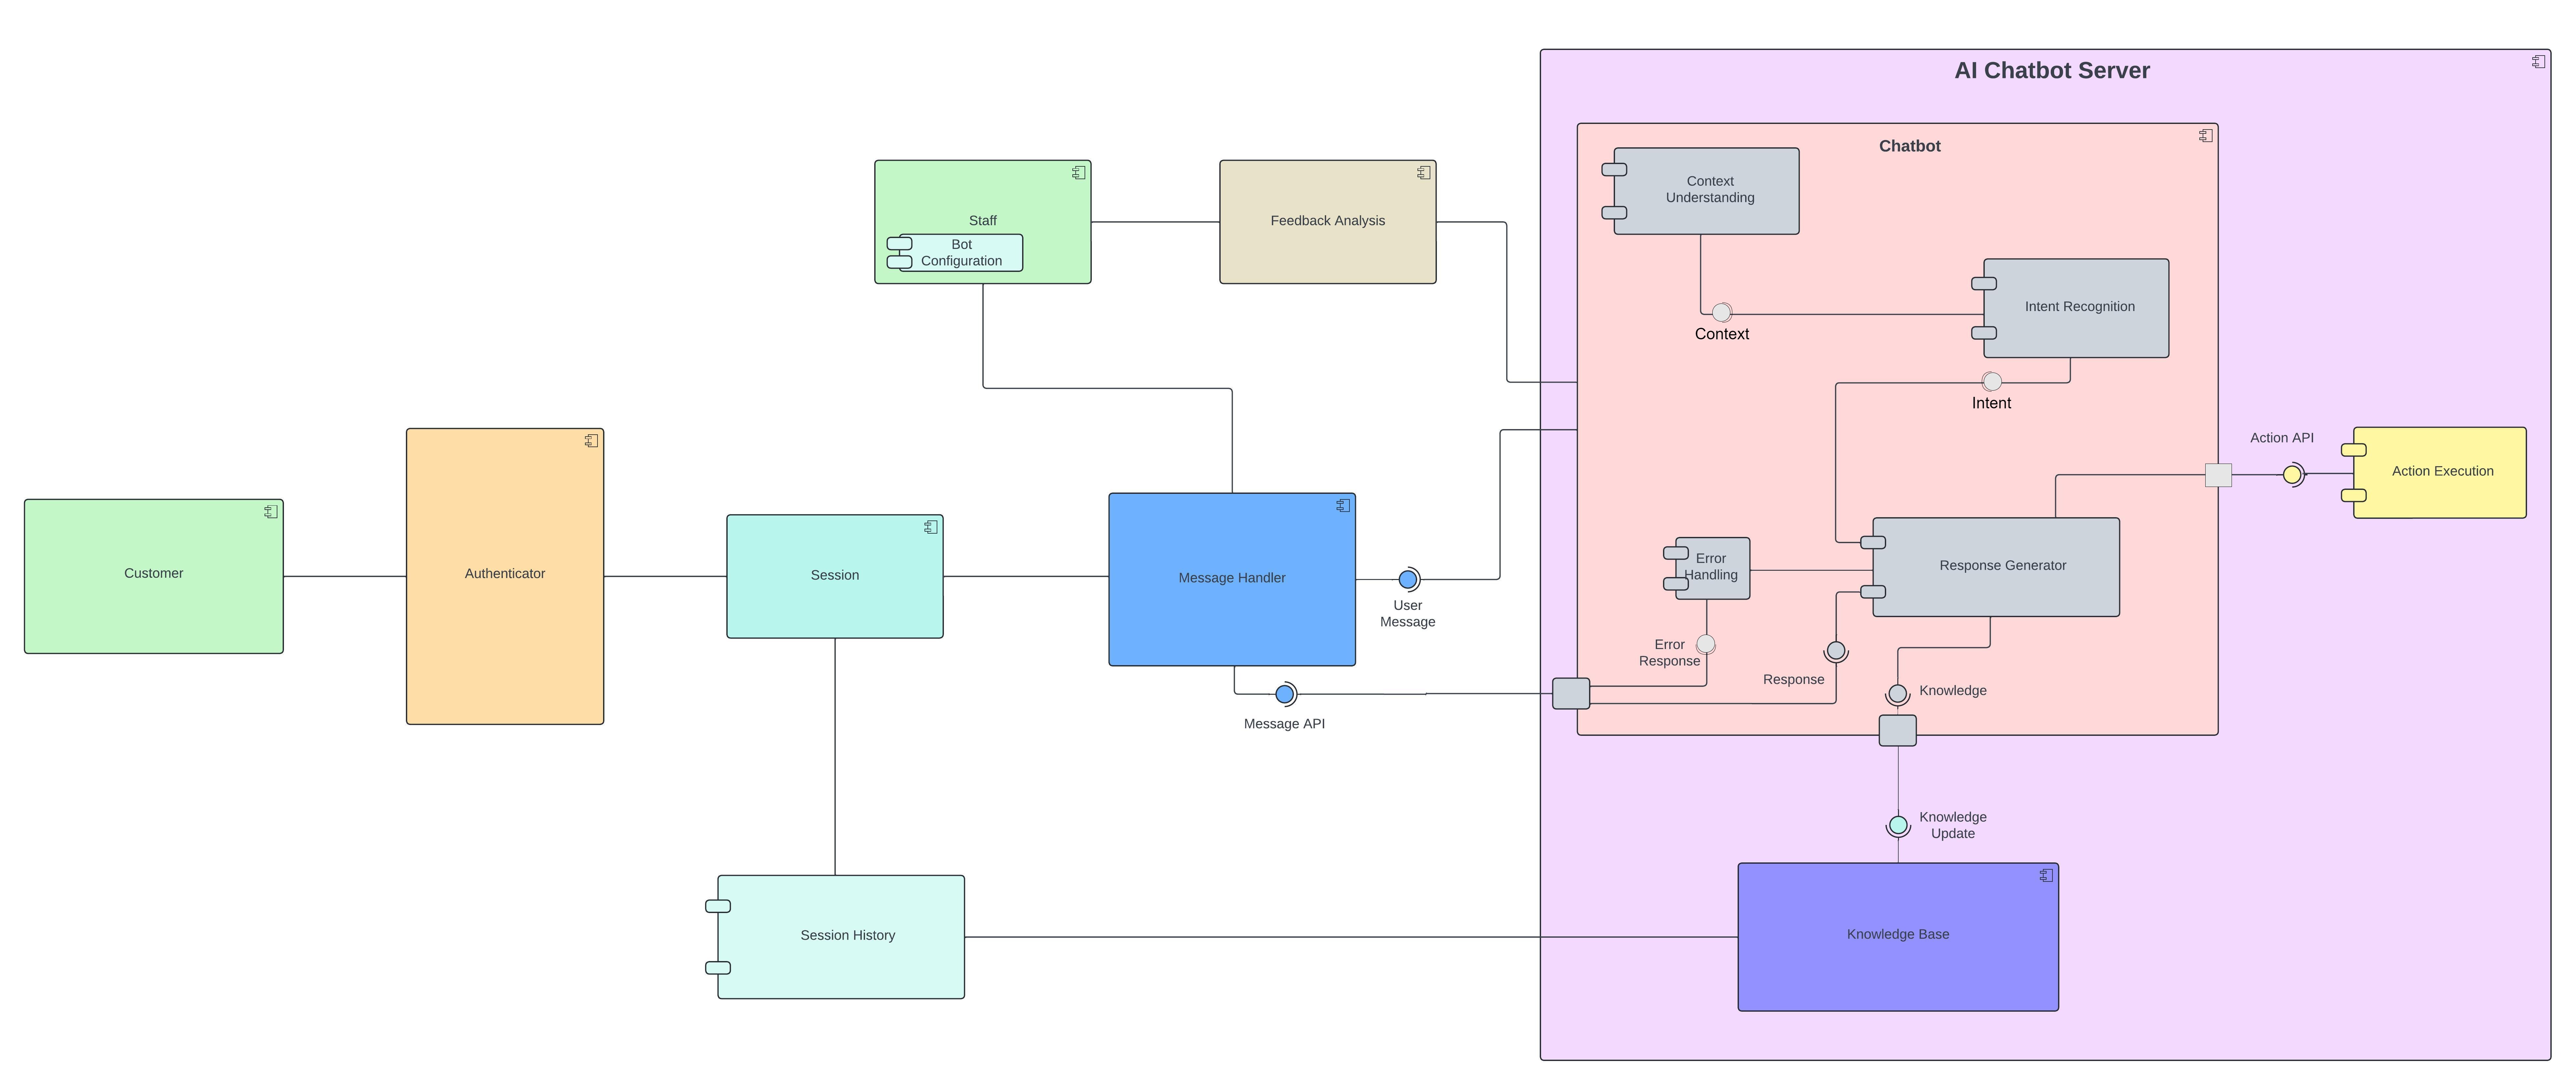 AI Chatbot Server
Chatbot
Context
Understanding
Staff
Bot
Configuration
Feedback Analysis
Intent Recognition
Context
Intent
Action API
Action Execution
Customer
Authenticator
Session
Message Handler
User
Message
Error
Handling
Response Generator
Error
Response
Response
Knowledge
Message API
Knowledge
Update
Session History
Knowledge Base